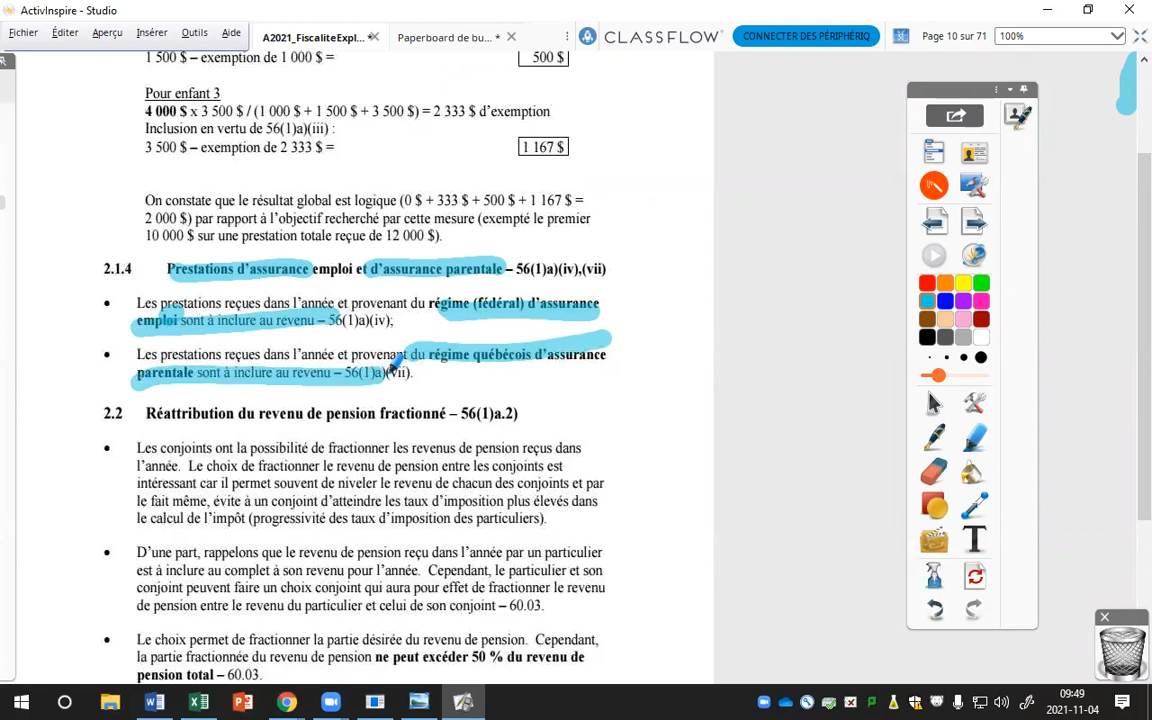 ActivInspire - Studio
Fichier Éditer Aperçu Insérer Outils Aide
A2021_FiscaliteExpl...*
Paperboard de bu... *
CLASSFLOW
CONNECTER DES PÉRIPHÉRIQ
Page 10 sur 71
100%
1 500 $ – exemption de 1 000 $ =
500 $
Pour enfant 3
4 000 $ x 3 500 $ / (1 000 $ + 1 500 $ + 3 500 $) = 2 333 $ d’exemption
Inclusion en vertu de 56(1)a)(iii) :
3 500 $ – exemption de 2 333 $ =
1 167 $
On constate que le résultat global est logique (0 $ + 333 $ + 500 $ + 1 167 $ =
2 000 $) par rapport à l’objectif recherché par cette mesure (exempté le premier
10 000 $ sur une prestation totale reçue de 12 000 $).
2.1.4 Prestations d’assurance emploi et d’assurance parentale – 56(1)a)(iv),(vii)
• Les prestations reçues dans l’année et provenant du régime (fédéral) d’assurance
emploi sont à inclure au revenu – 56(1)a)(iv);
• Les prestations reçues dans l’année et provenant du régime québécois d’assurance
parentale sont à inclure au revenu – 56(1)a)(vii).
2.2 Réattribution du revenu de pension fractionné – 56(1)a.2)
• Les conjoints ont la possibilité de fractionner les revenus de pension reçus dans
l’année. Le choix de fractionner le revenu de pension entre les conjoints est
intéressant car il permet souvent de niveler le revenu de chacun des conjoints et par
le fait même, évite à un conjoint d’atteindre les taux d’imposition plus élevés dans
le calcul de l’impôt (progressivité des taux d’imposition des particuliers).
• D’une part, rappelons que le revenu de pension reçu dans l’année par un particulier
est à inclure au complet à son revenu pour l’année. Cependant, le particulier et son
conjoint peuvent faire un choix conjoint qui aura pour effet de fractionner le revenu
de pension entre le revenu du particulier et celui de son conjoint – 60.03.
• Le choix permet de fractionner la partie désirée du revenu de pension. Cependant,
la partie fractionnée du revenu de pension ne peut excéder 50 % du revenu de
pension total – 60.03.
09:49
2021-11-04